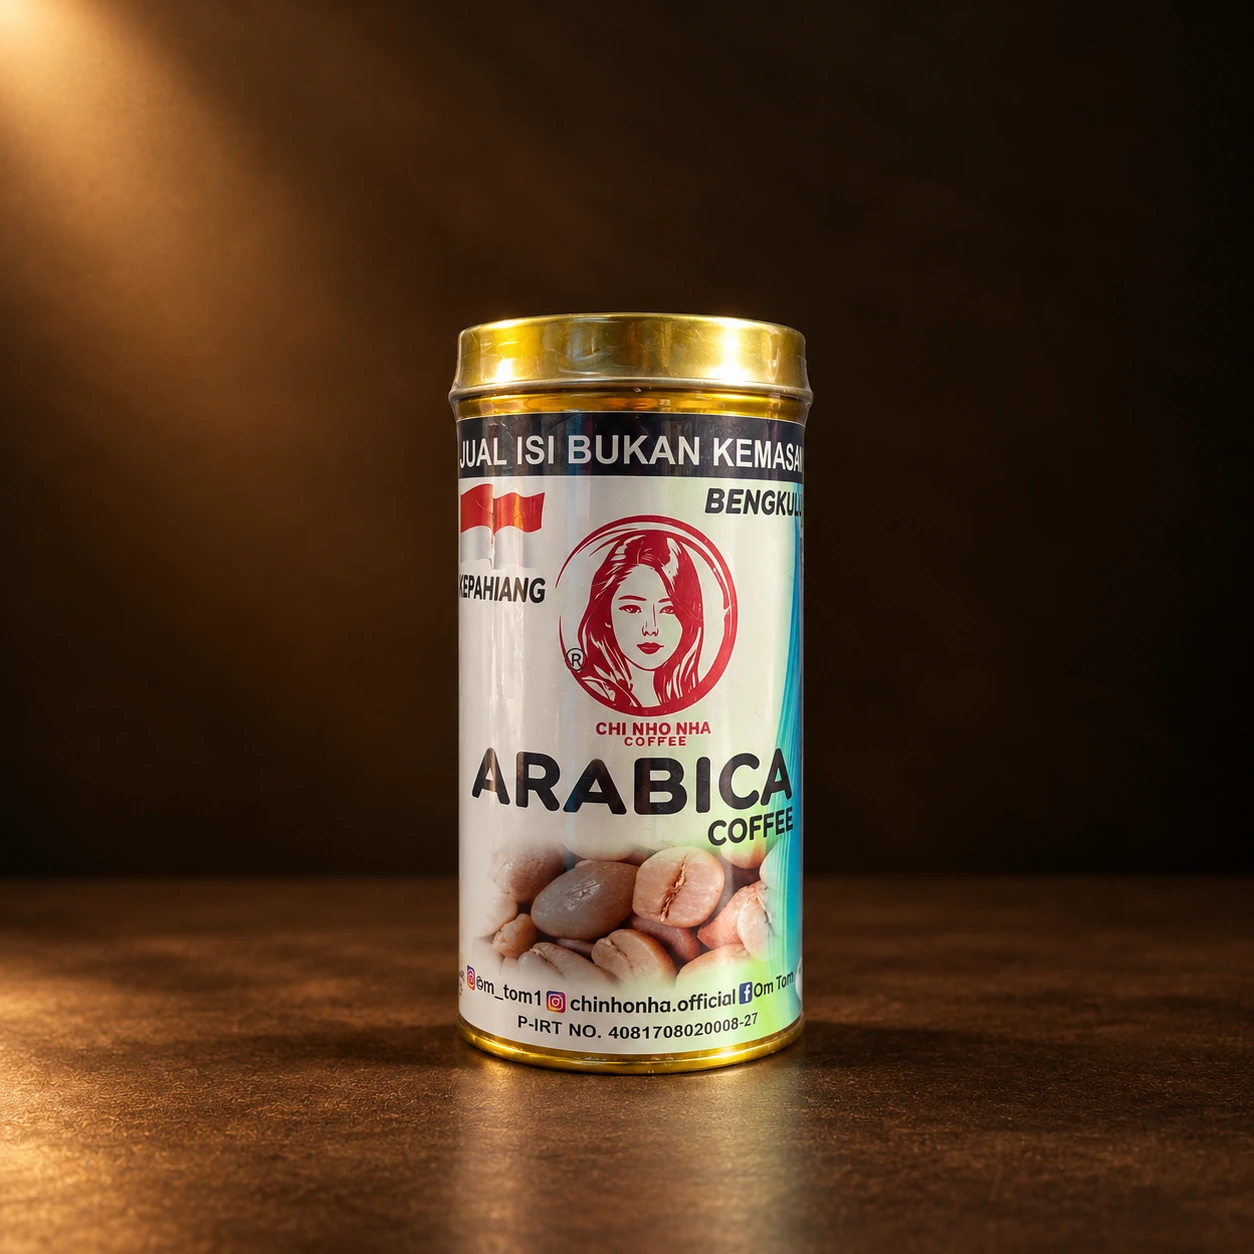 JUAL ISI BUKAN KEMASAN
BENGKULU
KEPAHIANG
®
CHI NHO NHA
COFFEE
ARABICA
COFFEE
@m_tom1 chinhonha.official Om Tom
P-IRT NO. 4081708020008-27